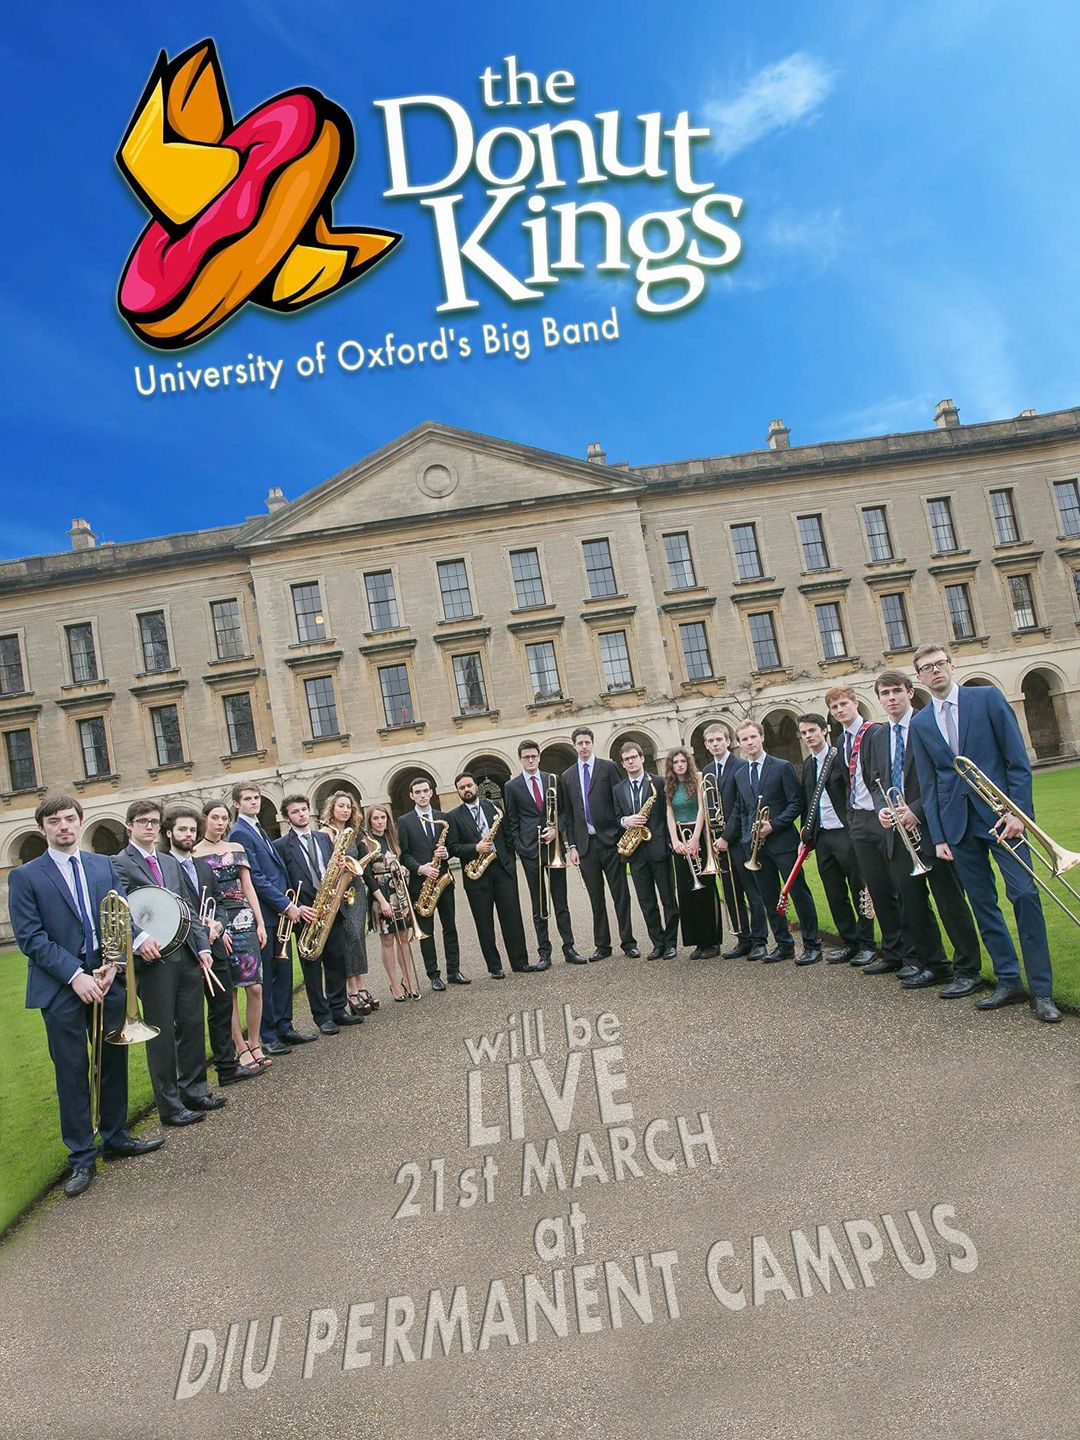 the
Donut
Kings
University of Oxford's Big Band
will be
LIVE
21st MARCH
at
DIU PERMANENT CAMPUS